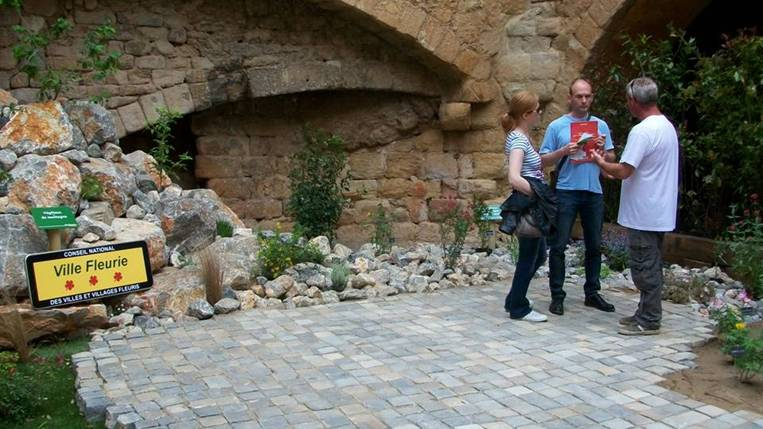 CONSEIL NATIONAL
Ville Fleurie
DES VILLES ET VILLAGES FLEURIS